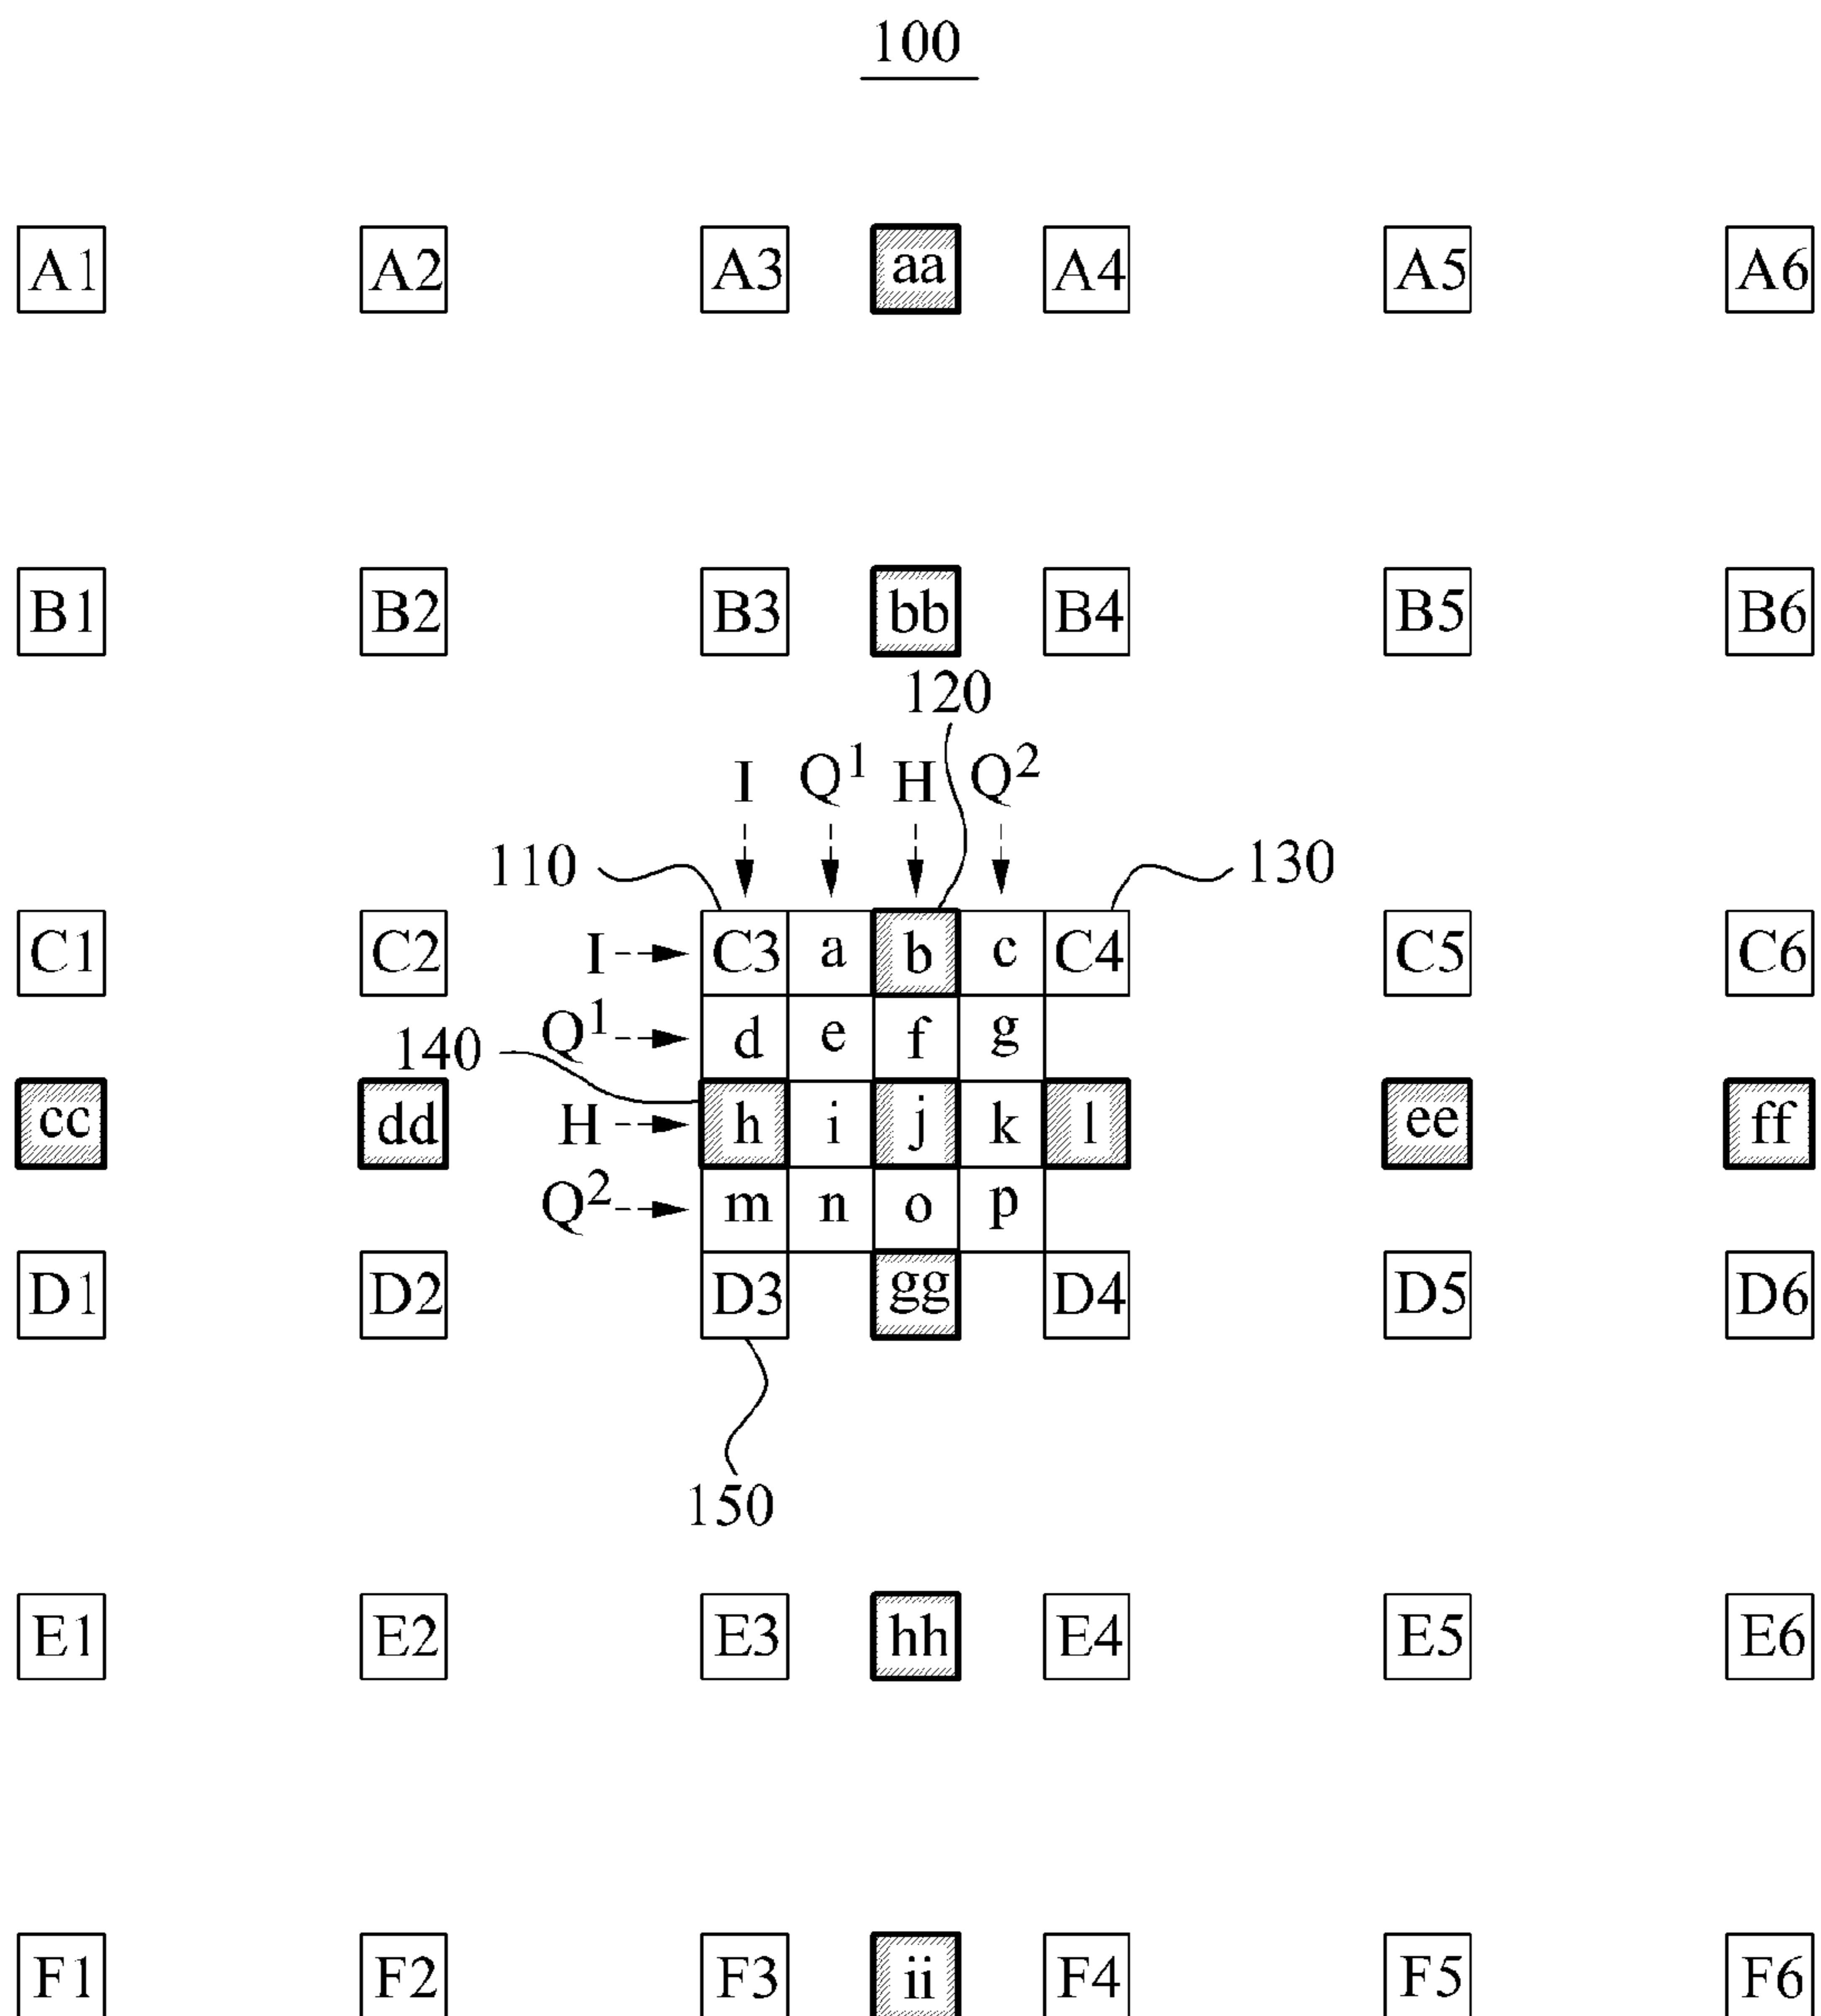 100
A1 A2 A3 aa A4 A5 A6
B1 B2 B3 bb B4 B5 B6
120
I Q1 H Q2
110 130
C1 C2 I C3 a b c C4 C5 C6
Q1 d e f g
140
cc dd H h i j k l ee ff
Q2 m n o p
D1 D2 D3 gg D4 D5 D6
150
E1 E2 E3 hh E4 E5 E6
F1 F2 F3 ii F4 F5 F6